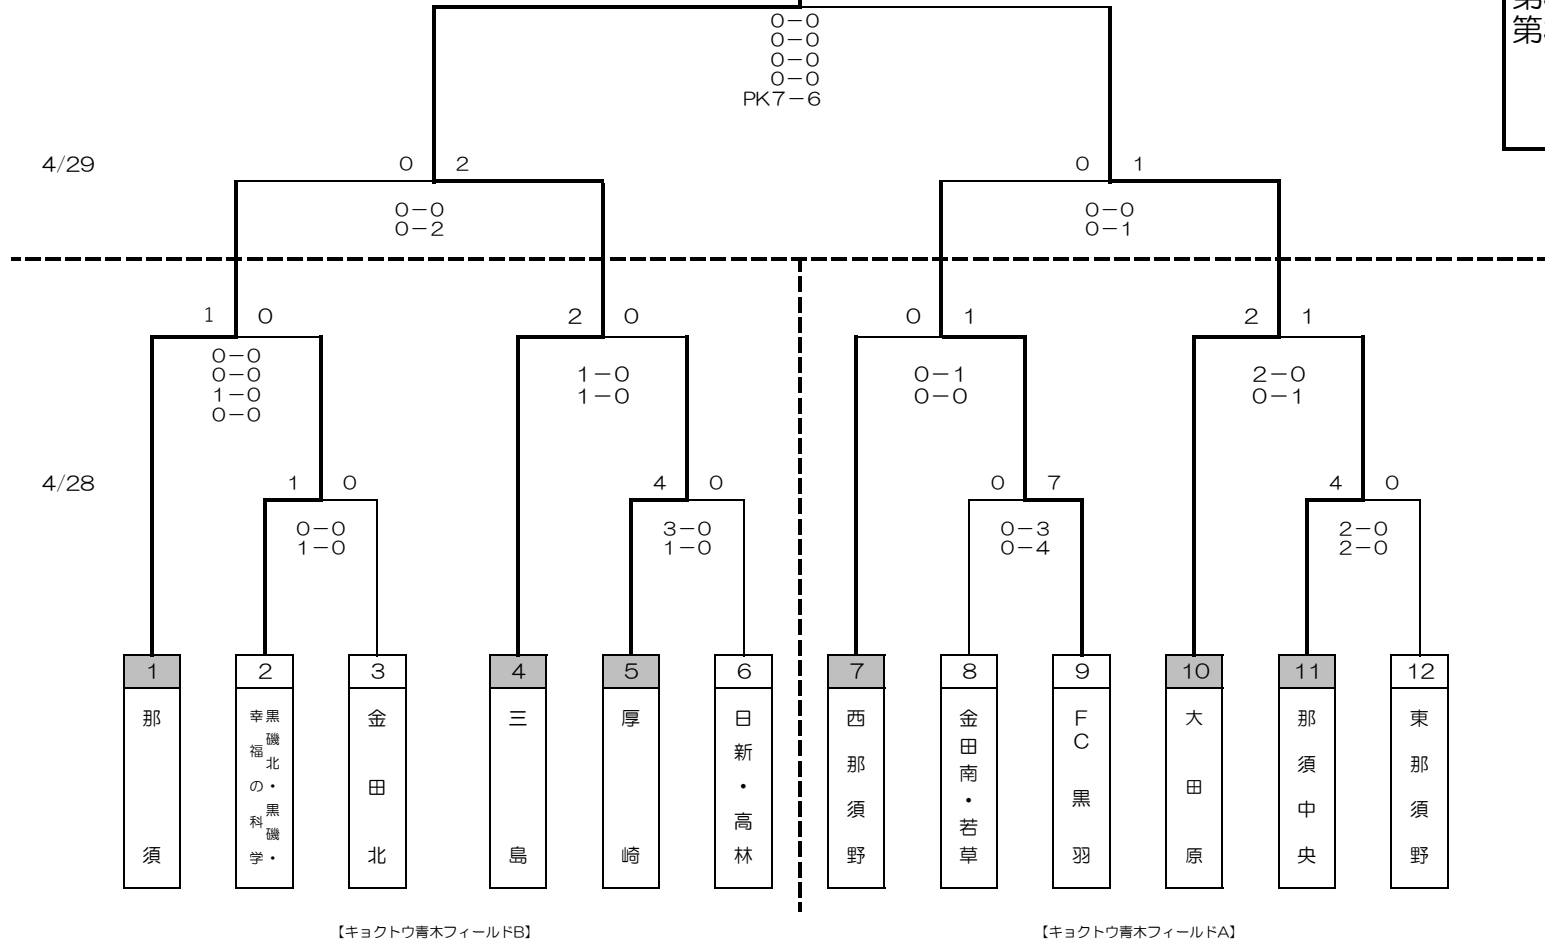 第
第
0-0
0-0
0-0
0-0
PK7-6
4/29
0 2
0 1
0-0
0-2
0-0
0-1
1 0
2 0
0 1
2 1
0-0
0-0
1-0
0-0
1-0
1-0
0-1
0-0
2-0
0-1
4/28
1 0
4 0
0 7
4 0
0-0
1-0
3-0
1-0
0-3
0-4
2-0
2-0
1
2
3
4
5
6
7
8
9
10
11
12
那須
黒磯北・黒磯・
幸福の科学
金田北
三島
厚崎
日新・高林
西那須野
金田南・若草
FC 黒羽
大田原
那須中央
東那須野
【キョクトウ青木フィールドB】
【キョクトウ青木フィールドA】